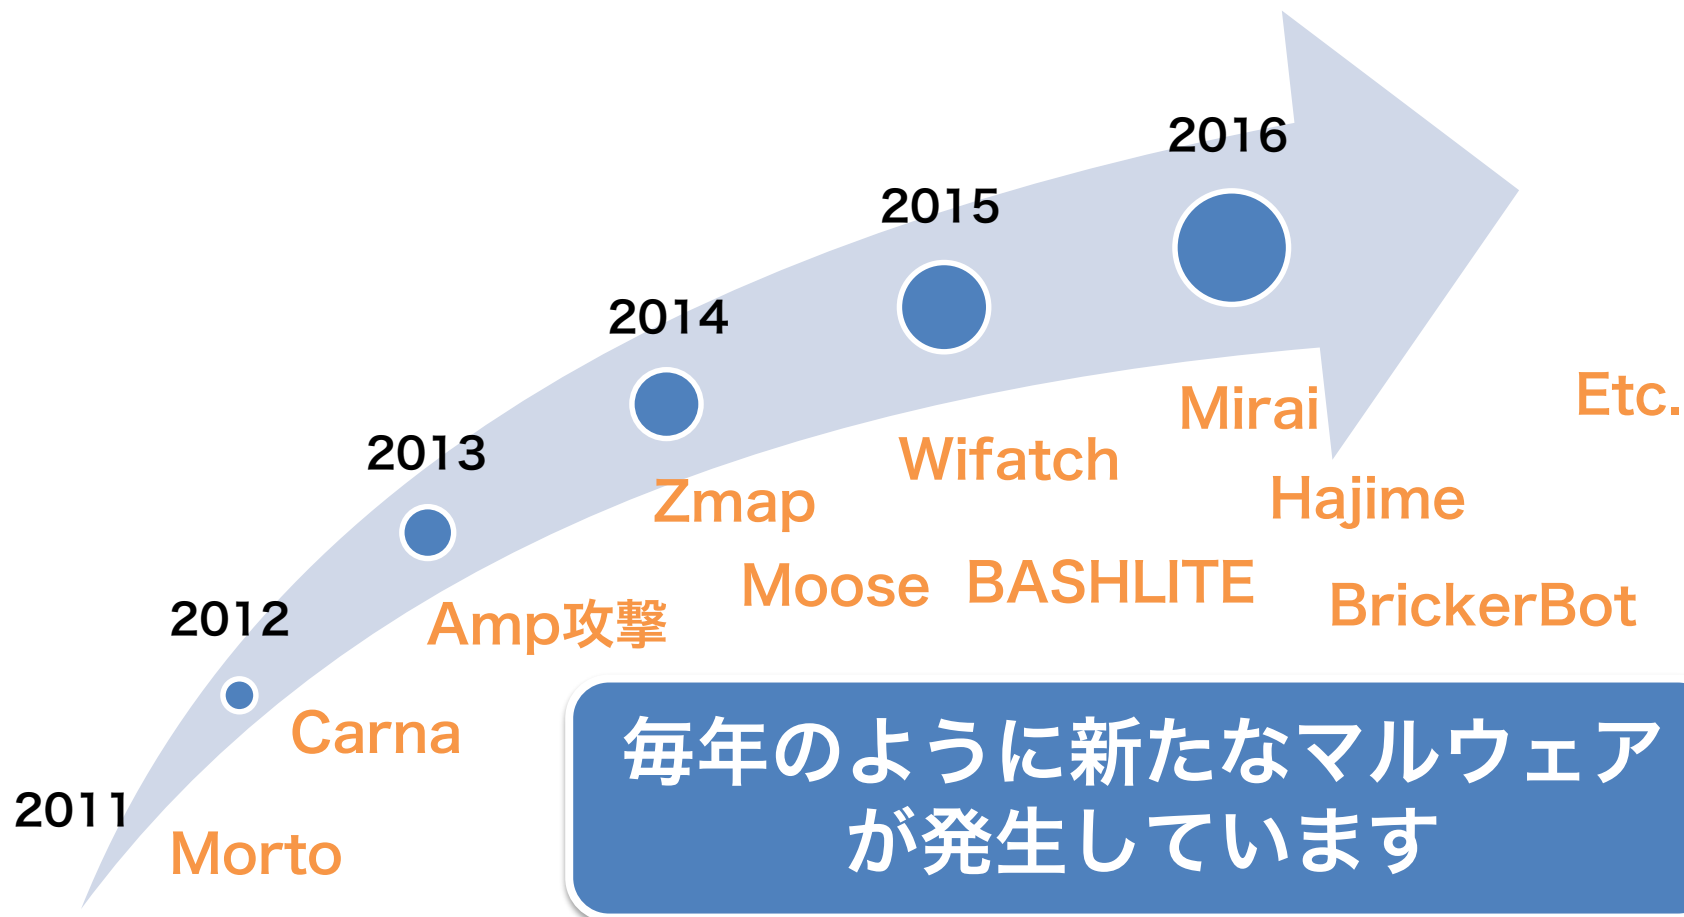 2011
Morto
2012
Carna
2013
Amp攻撃
2014
Zmap
Moose
2015
Wifatch
BASHLITE
2016
Mirai
Hajime
BrickerBot
Etc.
毎年のように新たなマルウェア
が発生しています